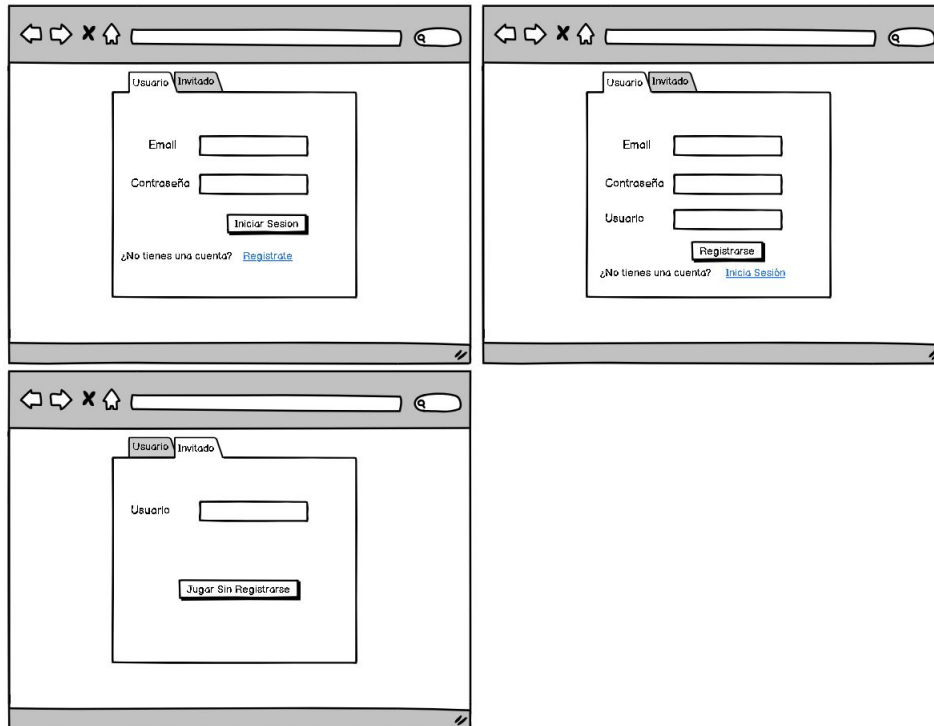 Usuario Invitado
Email
Contraseña
Iniciar Sesion
¿No tienes una cuenta? Registrate
Usuario Invitado
Email
Contraseña
Usuario
Registrarse
¿No tienes una cuenta? Inicia Sesión
Usuario Invitado
Usuario
Jugar Sin Registrarse